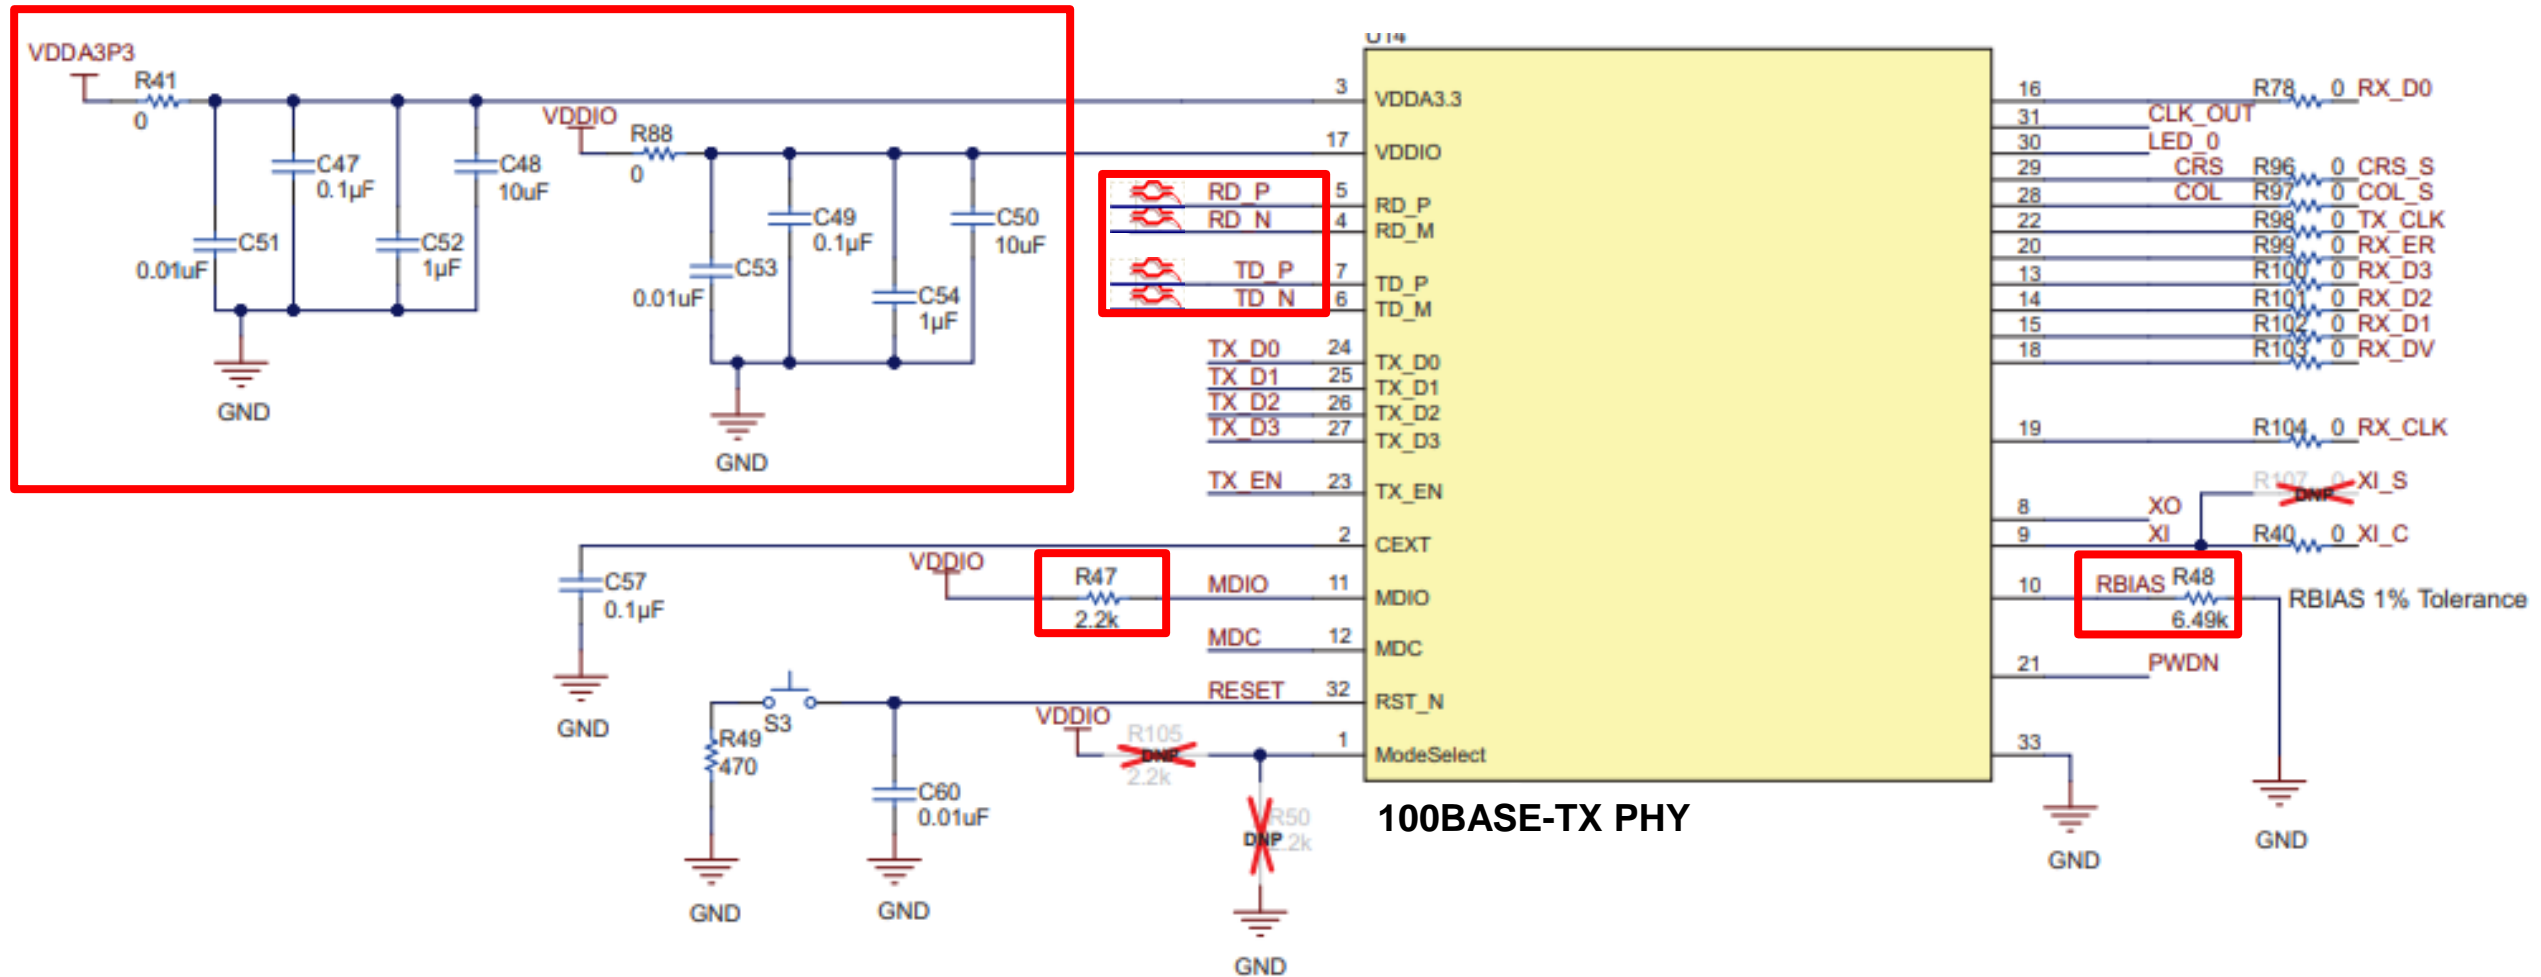 VDDA3P3
R41
0
C47
0.1µF
C48
10uF
C51
0.01uF
C52
1µF
GND
VDDIO
R88
0
C49
0.1µF
C50
10uF
C53
0.01uF
C54
1µF
GND
U14
3 VDDA3.3
17 VDDIO
RD_P 5 RD_P
RD_N 4 RD_M
TD_P 7 TD_P
TD_N 6 TD_M
TX_D0 24 TX_D0
TX_D1 25 TX_D1
TX_D2 26 TX_D2
TX_D3 27 TX_D3
TX_EN 23 TX_EN
2 CEXT
C57
0.1µF
GND
VDDIO
R47
2.2k
MDIO 11 MDIO
MDC 12 MDC
RESET 32 RST_N
S3
R49
470
GND
C60
0.01uF
GND
VDDIO
R105
DNP
2.2k
1 ModeSelect
R50
DNP
2.2k
GND
100BASE-TX PHY
16 R78 0 RX_D0
31 CLK_OUT
30 LED_0
29 CRS R96 0 CRS_S
28 COL R97 0 COL_S
22 R98 0 TX_CLK
20 R99 0 RX_ER
13 R100 0 RX_D3
14 R101 0 RX_D2
15 R102 0 RX_D1
18 R103 0 RX_DV
19 R104 0 RX_CLK
R107 0 XI_S
DNP
8 XO
9 XI R40 0 XI_C
10 RBIAS R48
6.49k
RBIAS 1% Tolerance
21 PWDN
33
GND
GND